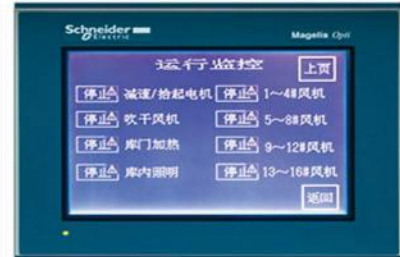 Schneider
Electric
Magelis Opti
运行监控
上页
停止 减速/抬起电机 停止 1～4#风机
停止 吹干风机 停止 5～8#风机
停止 库门加热 停止 9～12#风机
停止 库内照明 停止 13～16#风机
返回